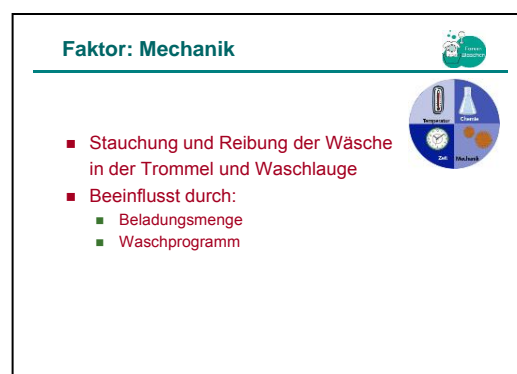 Faktor: Mechanik
Temperatur
Chemie
Zeit
Mechanik
Stauchung und Reibung der Wäsche
in der Trommel und Waschlauge
Beeinflusst durch:
Beladungsmenge
Waschprogramm